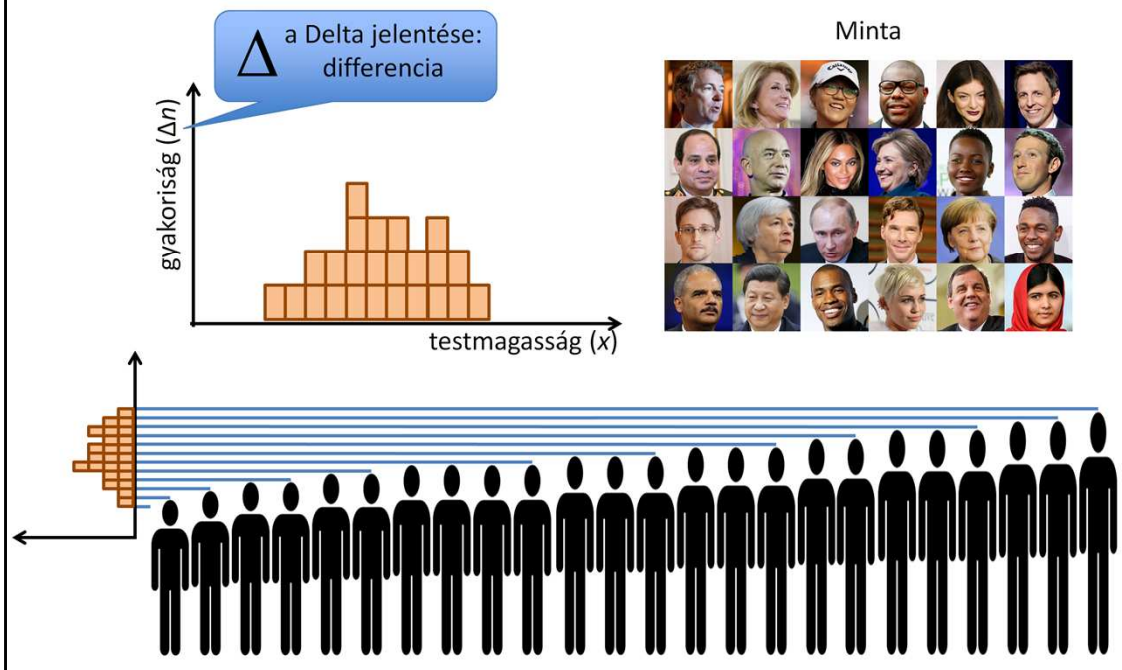 Δ a Delta jelentése:
differencia
Minta
gyakoriság (Δn)
testmagasság (x)